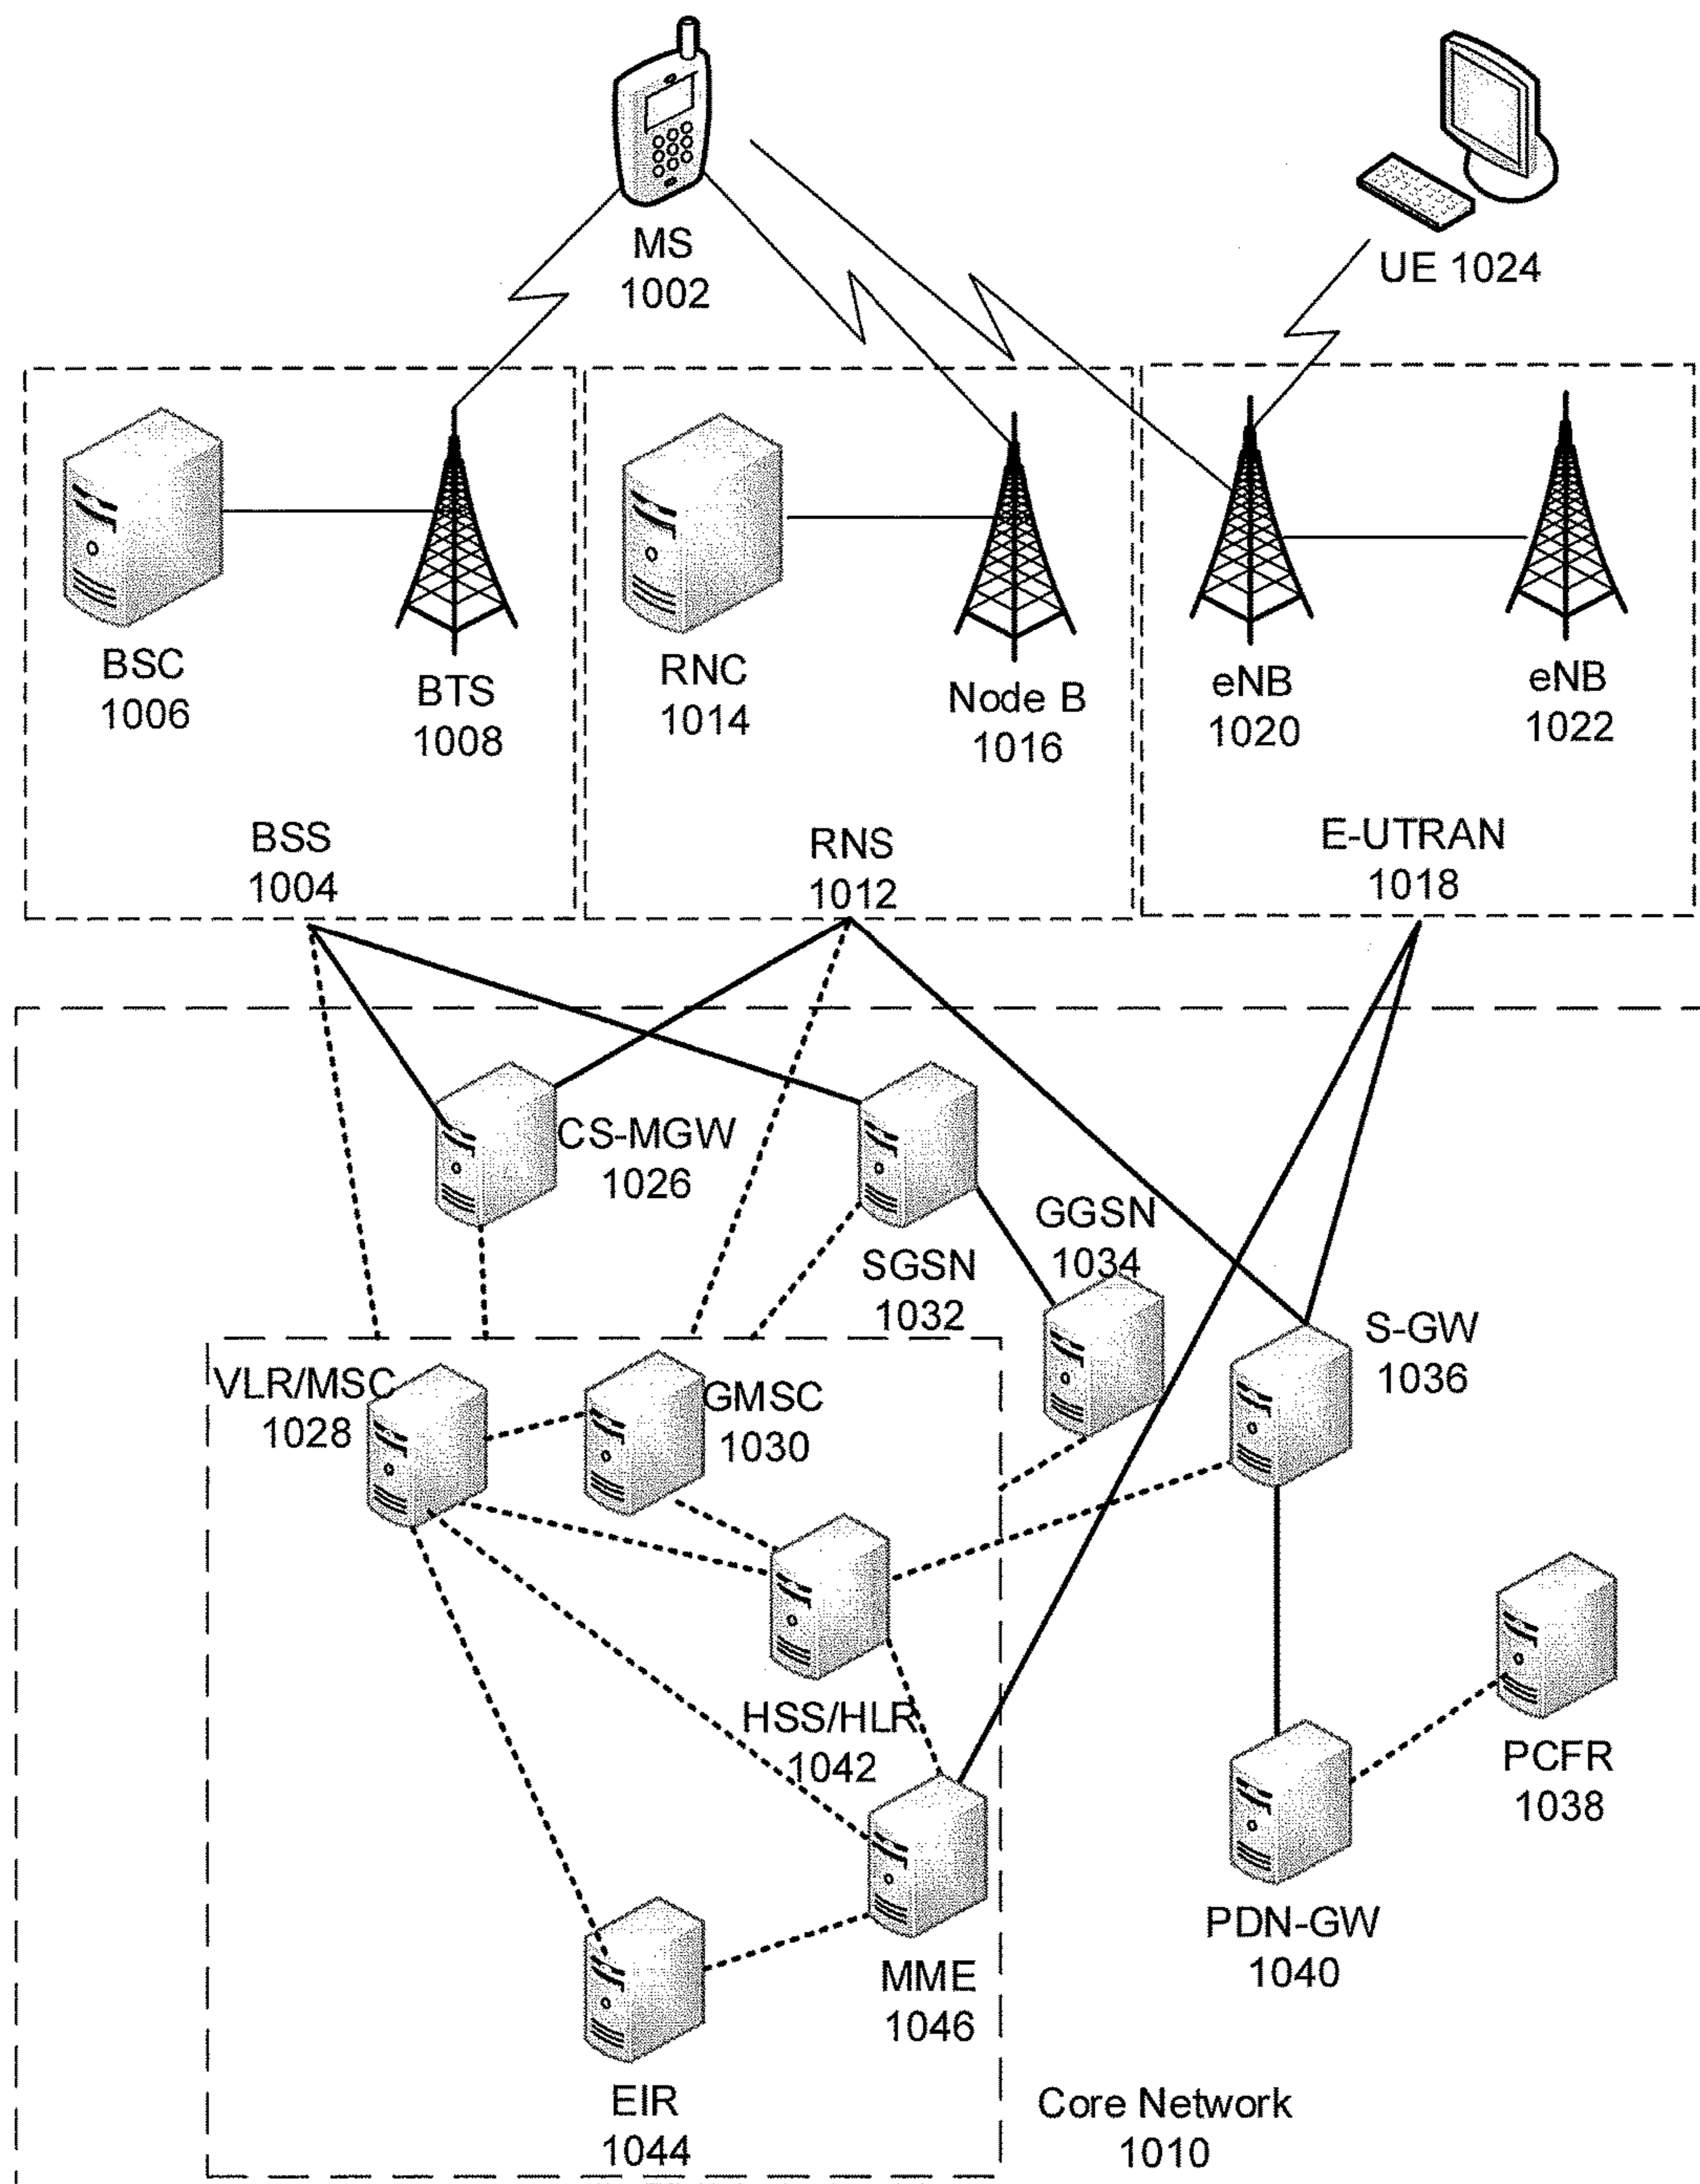 MS
1002
UE 1024
BSC
1006
BTS
1008
RNC
1014
Node B
1016
eNB
1020
eNB
1022
BSS
1004
RNS
1012
E-UTRAN
1018
CS-MGW
1026
SGSN
1032
GGSN
1034
S-GW
1036
VLR/MSC
1028
GMSC
1030
HSS/HLR
1042
PCFR
1038
PDN-GW
1040
MME
1046
EIR
1044
Core Network
1010